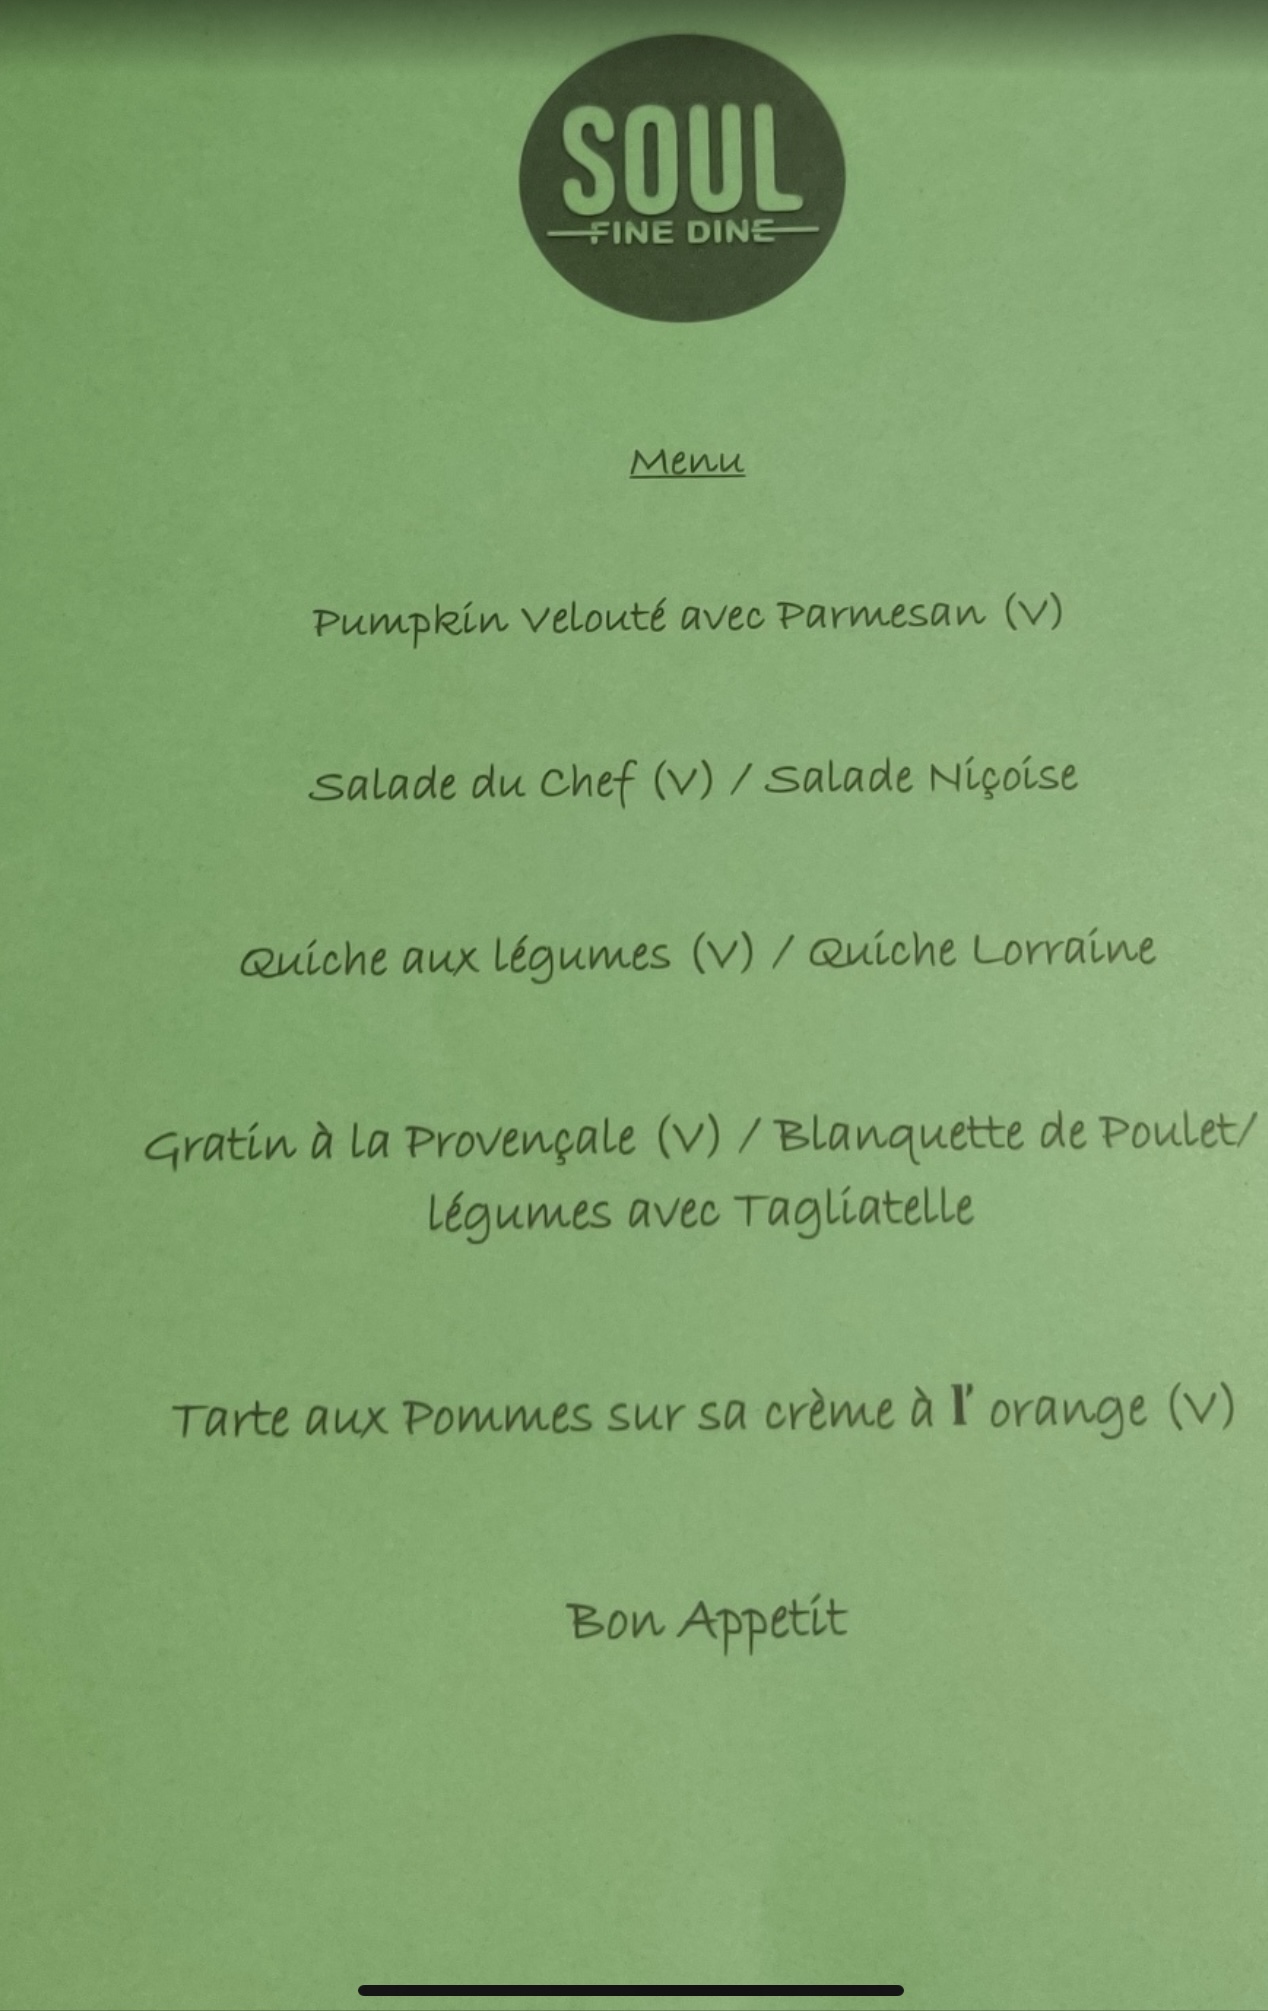 SOUL
FINE DINE
Menu
Pumpkin Velouté avec Parmesan (V)
Salade du Chef (V) / Salade Niçoise
Quiche aux légumes (V) / Quiche Lorraine
Gratin à la Provençale (V) / Blanquette de Poulet/
légumes avec Tagliatelle
Tarte aux Pommes sur sa crème à l' orange (V)
Bon Appetit